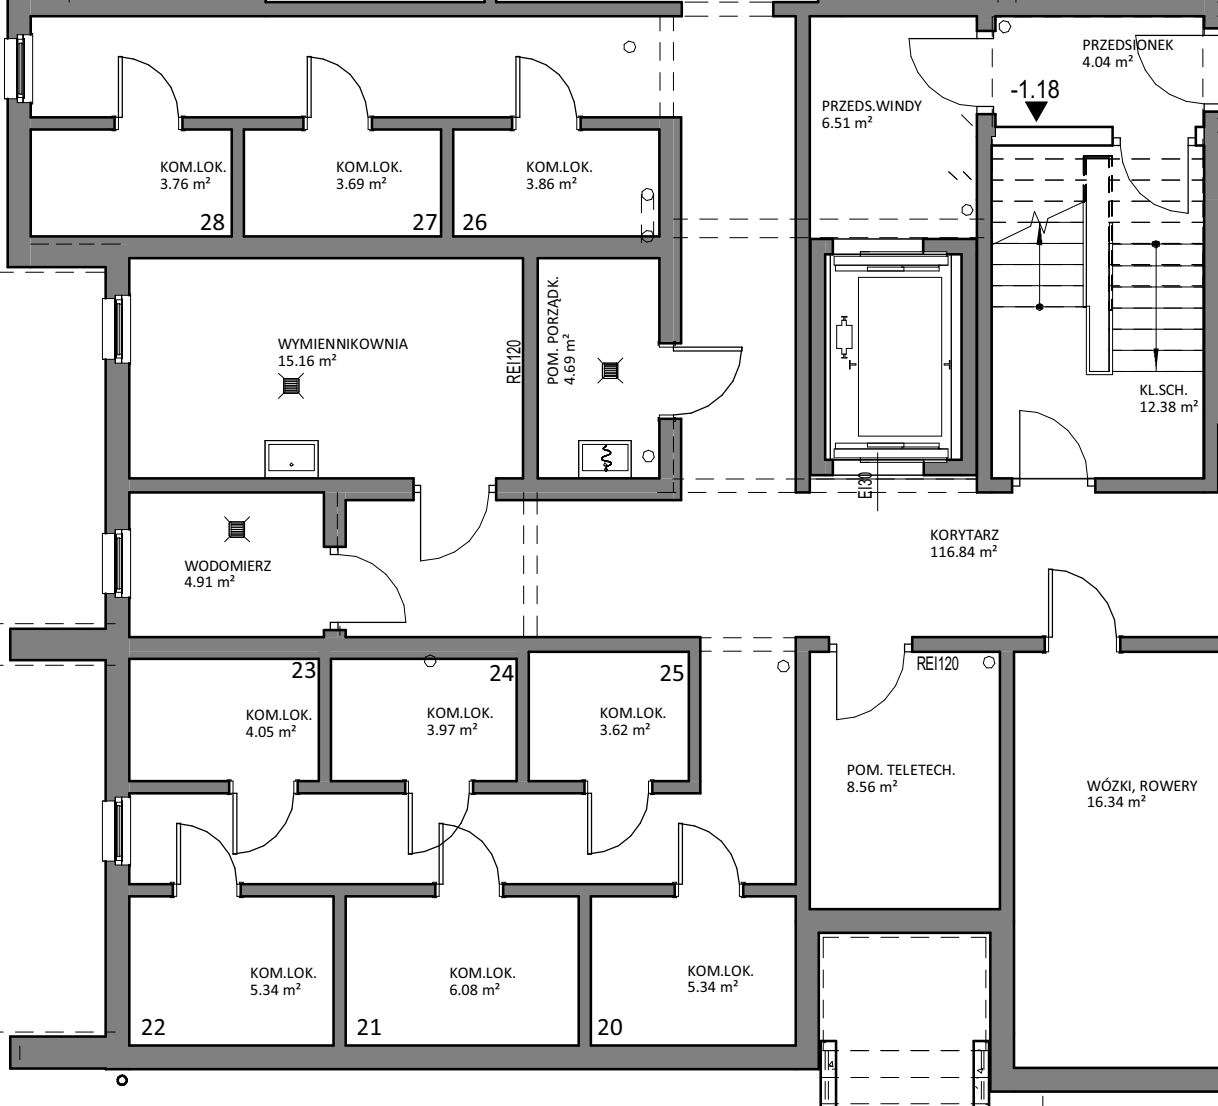 PRZEDSIONEK
4.04 m²
-1.18
PRZEDS.WINDY
6.51 m²
KOM.LOK.
3.76 m²
28
KOM.LOK.
3.69 m²
27
KOM.LOK.
3.86 m²
26
WYMIENNIKOWNIA
15.16 m²
REI120
POM. PORZĄDK.
4.69 m²
KL.SCH.
12.38 m²
EI30
KORYTARZ
116.84 m²
WODOMIERZ
4.91 m²
23
KOM.LOK.
4.05 m²
24
KOM.LOK.
3.97 m²
25
KOM.LOK.
3.62 m²
REI120
POM. TELETECH.
8.56 m²
WÓZKI, ROWERY
16.34 m²
KOM.LOK.
5.34 m²
22
KOM.LOK.
6.08 m²
21
KOM.LOK.
5.34 m²
20